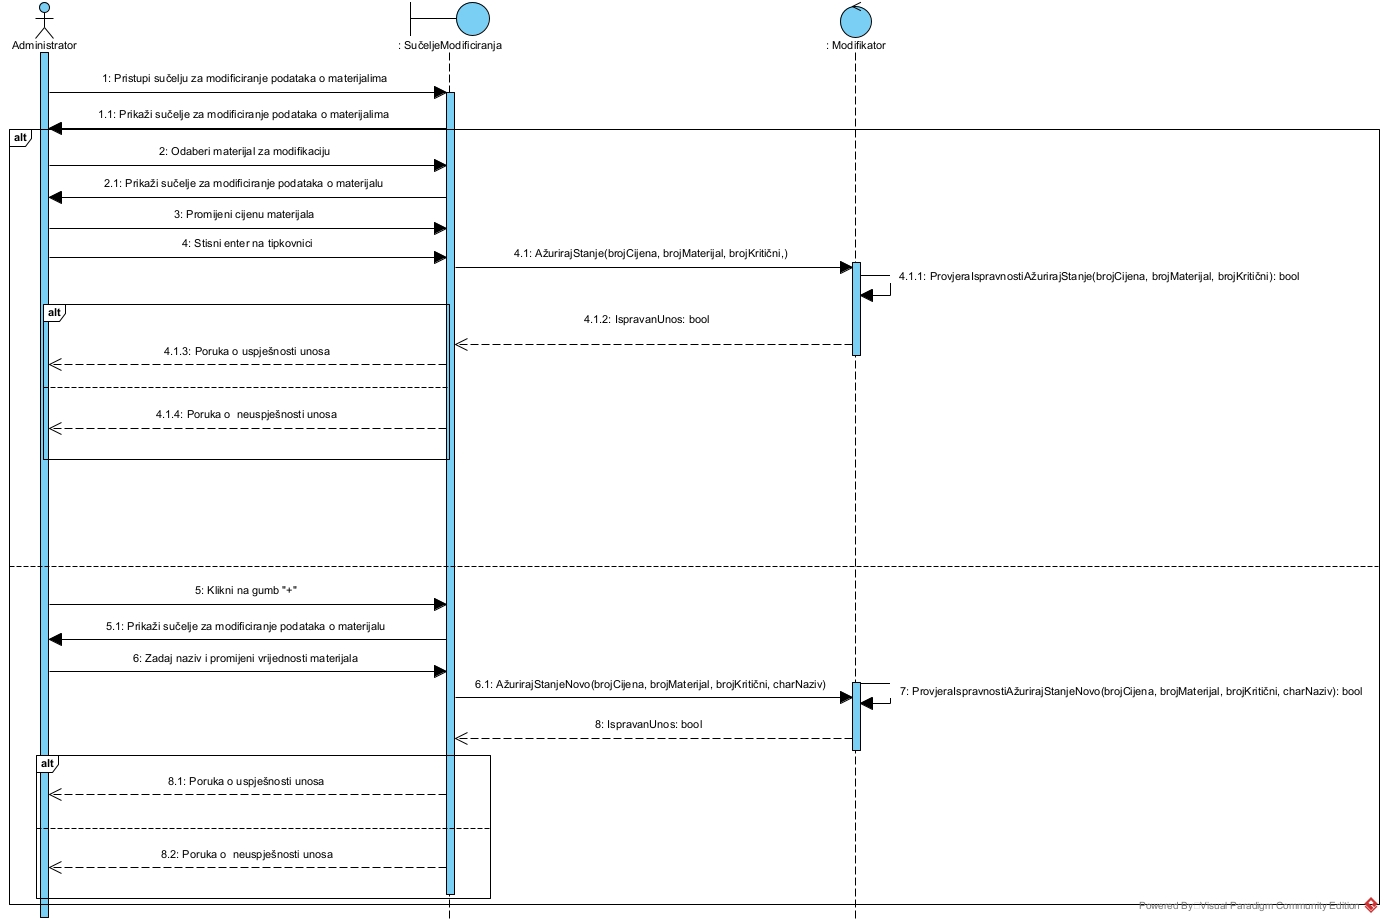 Administrator
: SučeljeModificiranja
: Modifikator
1: Pristupi sučelju za modificiranje podataka o materijalima
1.1: Prikaži sučelje za modificiranje podataka o materijalima
alt
2: Odaberi materijal za modifikaciju
2.1: Prikaži sučelje za modificiranje podataka o materijalu
3: Promijeni cijenu materijala
4: Stisni enter na tipkovnici
4.1: AžurirajStanje(brojCijena, brojMaterijal, brojKritični,)
4.1.1: ProvjeraIspravnostiAžurirajStanje(brojCijena, brojMaterijal, brojKritični): bool
alt
4.1.2: IspravanUnos: bool
4.1.3: Poruka o uspješnosti unosa
4.1.4: Poruka o  neuspješnosti unosa
5: Klikni na gumb "+"
5.1: Prikaži sučelje za modificiranje podataka o materijalu
6: Zadaj naziv i promijeni vrijednosti materijala
6.1: AžurirajStanjeNovo(brojCijena, brojMaterijal, brojKritični, charNaziv)
7: ProvjeraIspravnostiAžurirajStanjeNovo(brojCijena, brojMaterijal, brojKritični, charNaziv): bool
8: IspravanUnos: bool
alt
8.1: Poruka o uspješnosti unosa
8.2: Poruka o  neuspješnosti unosa
Powered By: Visual Paradigm Community Edition